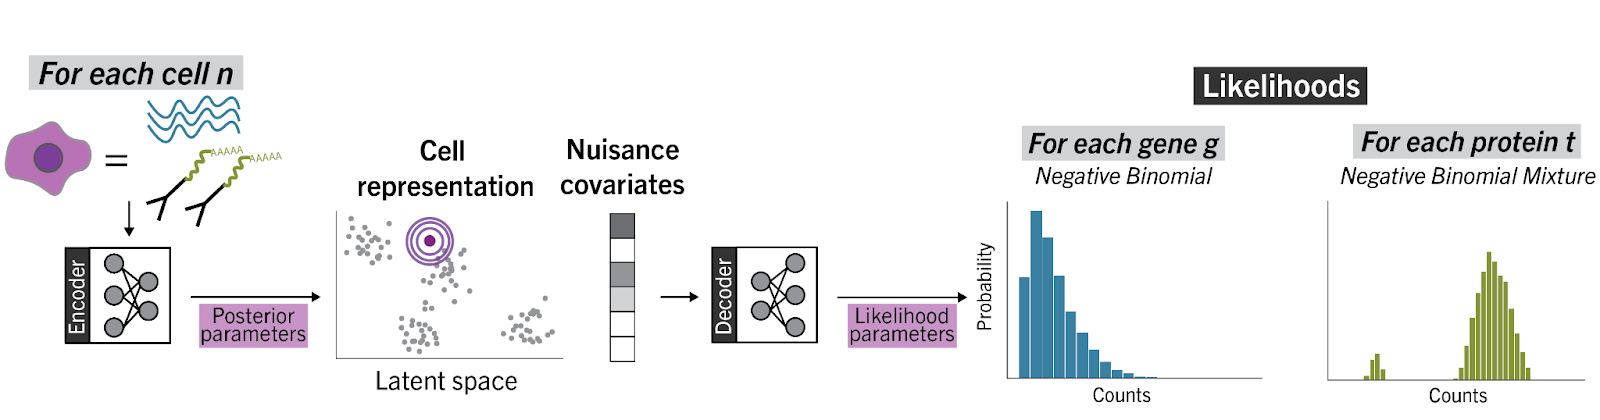 For each cell n
=
AAAAA
AAAAA
Encoder
Posterior
parameters
Cell
representation
Latent space
Nuisance
covariates
Decoder
Likelihood
parameters
Likelihoods
For each gene g
Negative Binomial
Probability
Counts
For each protein t
Negative Binomial Mixture
Counts